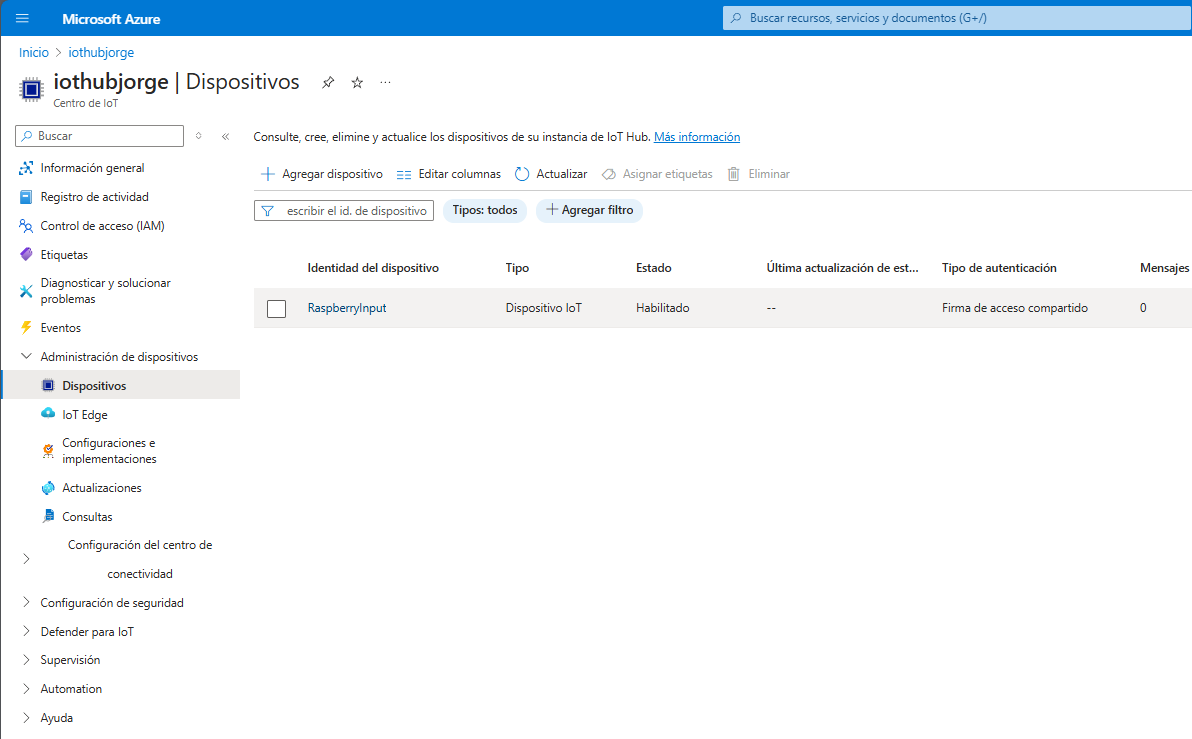 Microsoft Azure
Buscar recursos, servicios y documentos (G+/)
Inicio > iothubjorge
iothubjorge | Dispositivos
Centro de IoT
Buscar
Información general
Registro de actividad
Control de acceso (IAM)
Etiquetas
Diagnosticar y solucionar
problemas
Eventos
Administración de dispositivos
Dispositivos
IoT Edge
Configuraciones e
implementaciones
Actualizaciones
Consultas
Configuración del centro de
conectividad
Configuración de seguridad
Defender para IoT
Supervisión
Automation
Ayuda
Consulte, cree, elimine y actualice los dispositivos de su instancia de IoT Hub. Más información
Agregar dispositivo Editar columnas Actualizar Asignar etiquetas Eliminar
escribir el id. de dispositivo Tipos: todos Agregar filtro
Identidad del dispositivo Tipo Estado Última actualización de est... Tipo de autenticación Mensajes
RaspberryInput Dispositivo IoT Habilitado -- Firma de acceso compartido 0